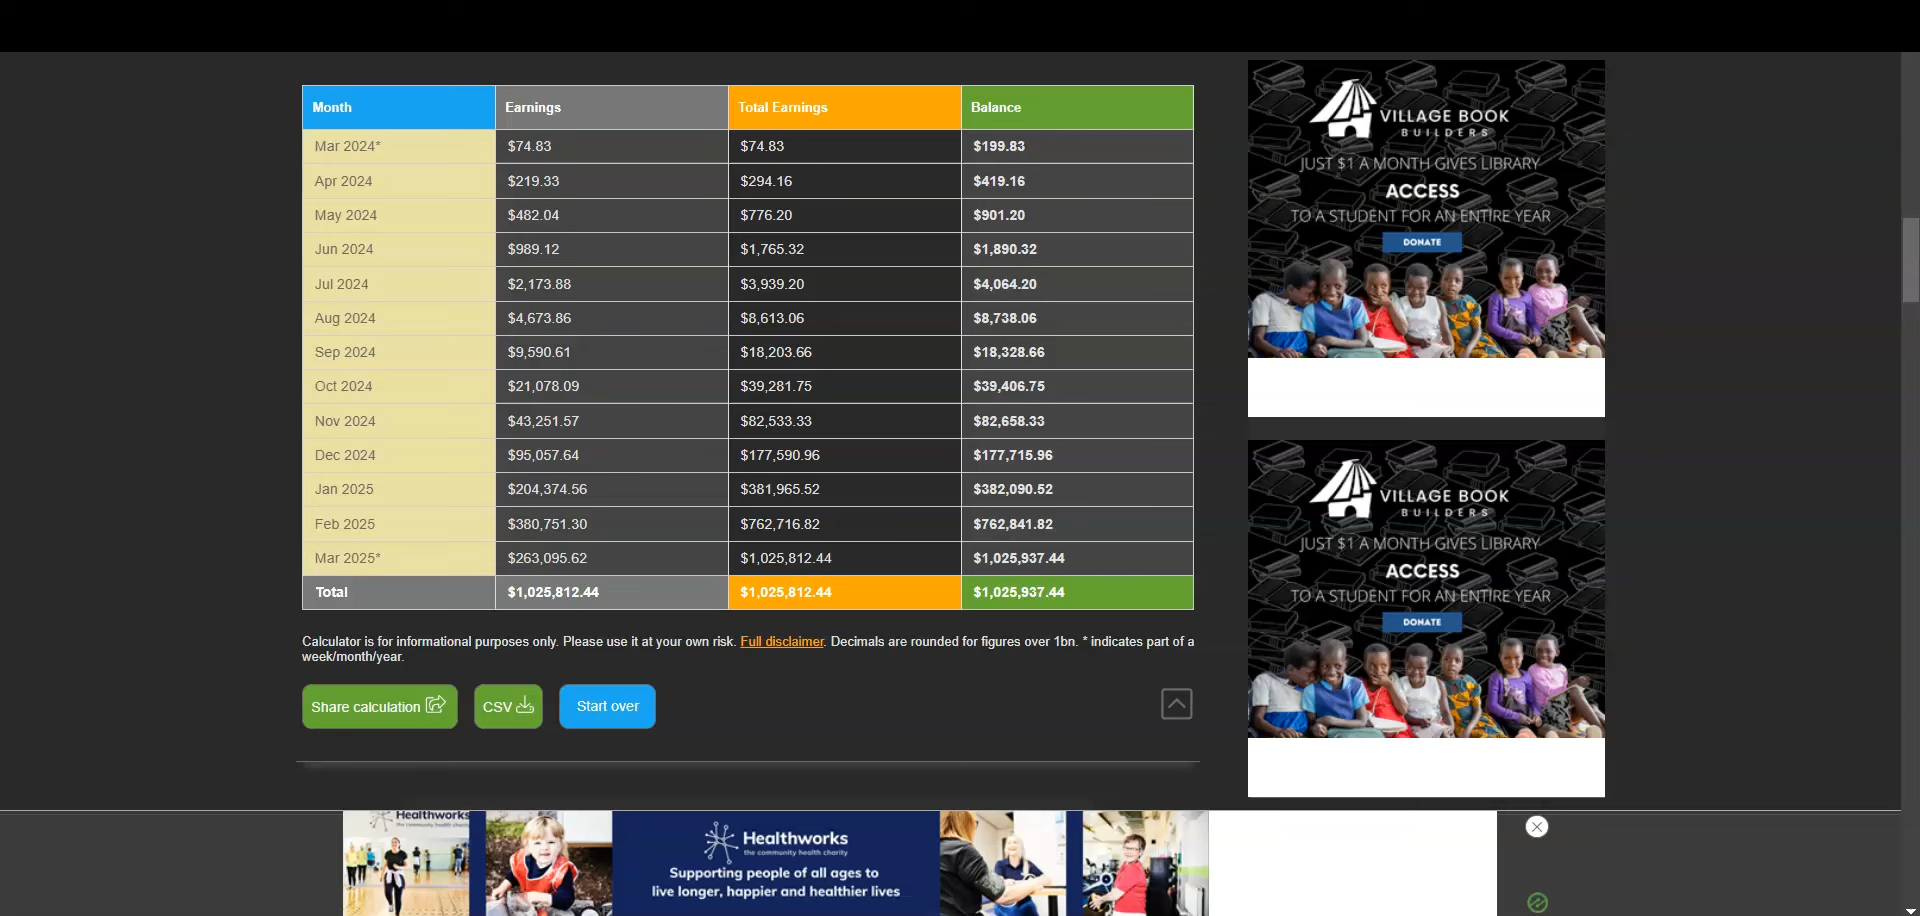 Month Earnings Total Earnings Balance
Mar 2024* $74.83 $74.83 $199.83
Apr 2024 $219.33 $294.16 $419.16
May 2024 $482.04 $776.20 $901.20
Jun 2024 $989.12 $1,765.32 $1,890.32
Jul 2024 $2,173.88 $3,939.20 $4,064.20
Aug 2024 $4,673.86 $8,613.06 $8,738.06
Sep 2024 $9,590.61 $18,203.66 $18,328.66
Oct 2024 $21,078.09 $39,281.75 $39,406.75
Nov 2024 $43,251.57 $82,533.33 $82,658.33
Dec 2024 $95,057.64 $177,590.96 $177,715.96
Jan 2025 $204,374.56 $381,965.52 $382,090.52
Feb 2025 $380,751.30 $762,716.82 $762,841.82
Mar 2025* $263,095.62 $1,025,812.44 $1,025,937.44
Total $1,025,812.44 $1,025,812.44 $1,025,937.44
Calculator is for informational purposes only. Please use it at your own risk. Full disclaimer. Decimals are rounded for figures over 1bn. * indicates part of a
week/month/year.
Share calculation CSV Start over
VILLAGE BOOK
BUILDERS
JUST $1 A MONTH GIVES LIBRARY
ACCESS
TO A STUDENT FOR AN ENTIRE YEAR
DONATE
VILLAGE BOOK
BUILDERS
JUST $1 A MONTH GIVES LIBRARY
ACCESS
TO A STUDENT FOR AN ENTIRE YEAR
DONATE
Healthworks
the community health charity
Healthworks
the community health charity
Supporting people of all ages to
live longer, happier and healthier lives